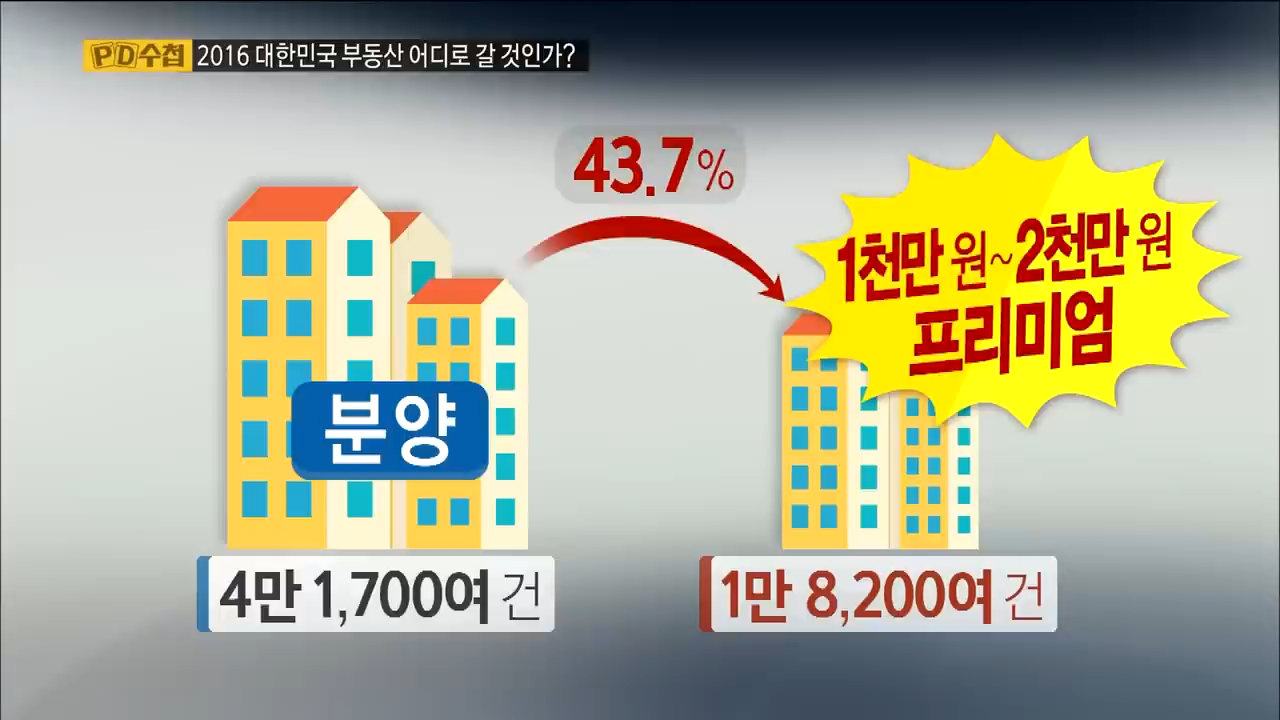 PD수첩 2016 대한민국 부동산 어디로 갈 것인가?
43.7%
1천만 원~2천만 원
프리미엄
분양
4만 1,700여 건
1만 8,200여 건